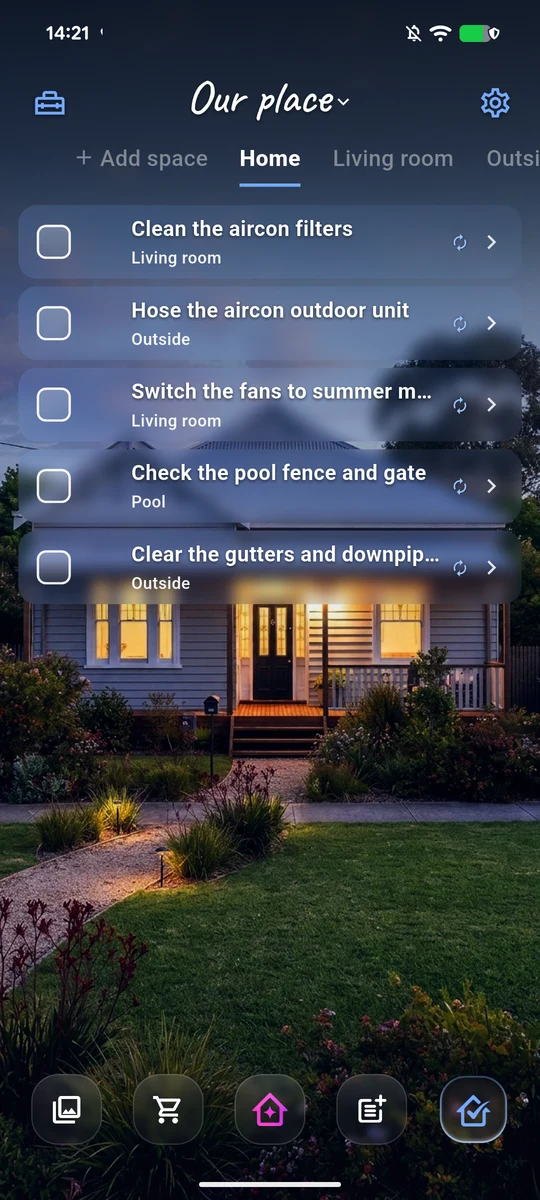 14:21
Our place
+ Add space
Home
Living room
Outsi
Clean the aircon filters
Living room
Hose the aircon outdoor unit
Outside
Switch the fans to summer m...
Living room
Check the pool fence and gate
Pool
Clear the gutters and downpip...
Outside